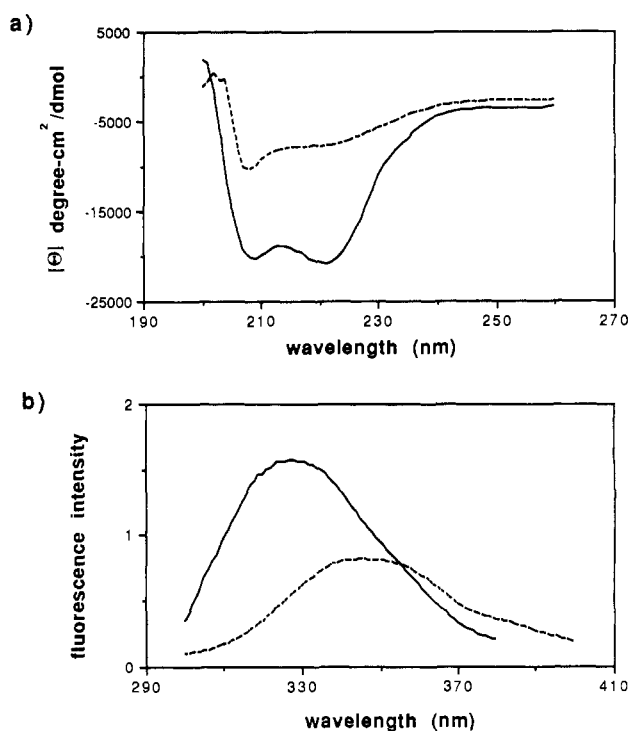 a)
5000
-5000
-15000
-25000
[Θ] degree-cm²/dmol
190
210
230
250
270
wavelength (nm)
b)
2
1
0
fluorescence intensity
290
330
370
410
wavelength (nm)